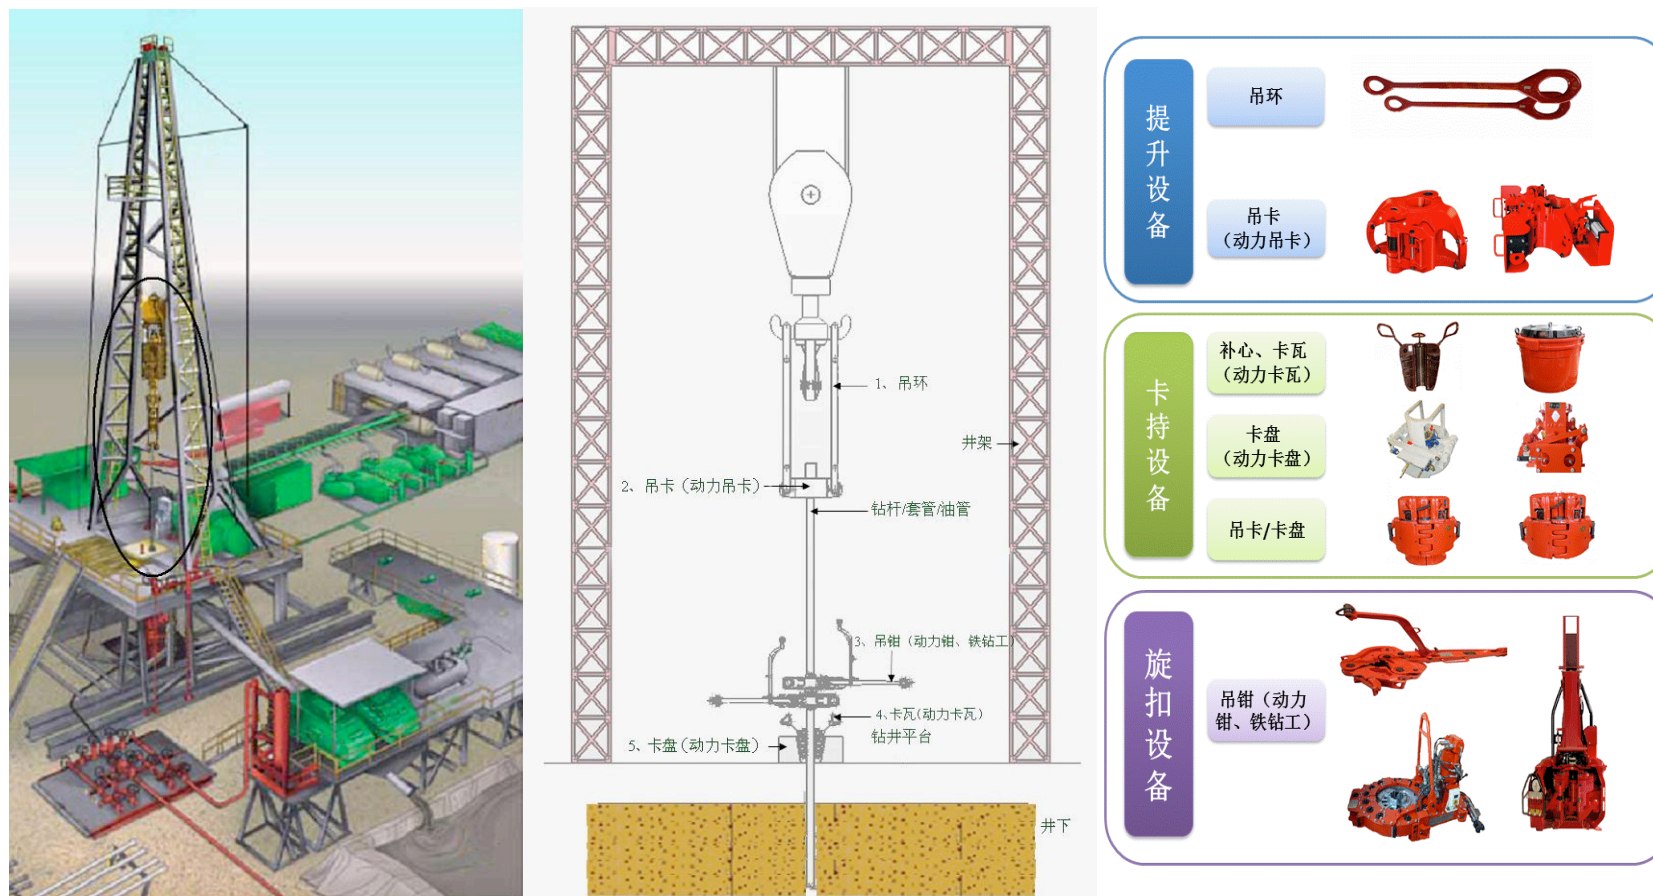 1、吊环
井架
2、吊卡（动力吊卡）
钻杆/套管/油管
3、吊钳（动力钳、铁钻工）
4、卡瓦（动力卡瓦）
钻井平台
5、卡盘（动力卡盘）
井下
提升设备
吊环
吊卡
（动力吊卡）
卡持设备
补心、卡瓦
（动力卡瓦）
卡盘
（动力卡盘）
吊卡/卡盘
旋扣设备
吊钳（动力
钳、铁钻工）